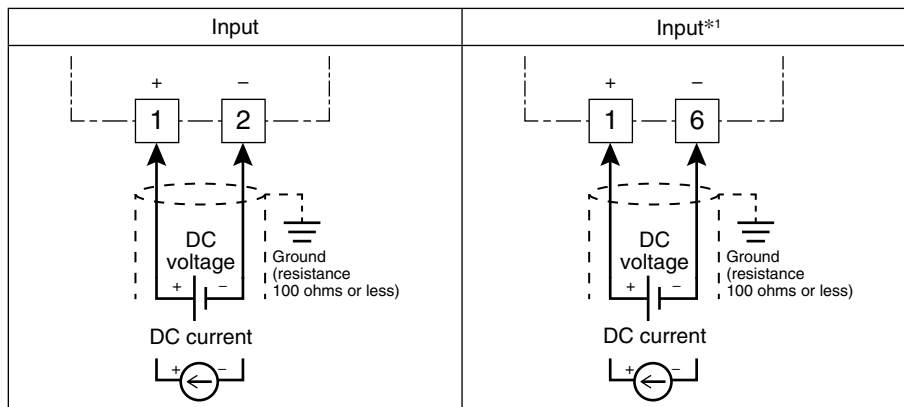 Input
Input*1
+ −
1 2
DC
voltage
+ −
Ground
(resistance
100 ohms or less)
DC current
+ −
+ −
1 6
DC
voltage
+ −
Ground
(resistance
100 ohms or less)
DC current
+ −